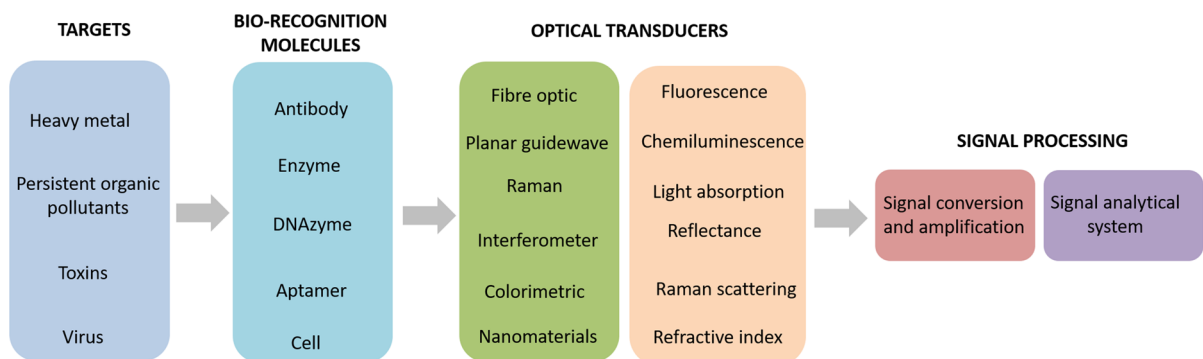 TARGETS
Heavy metal
Persistent organic
pollutants
Toxins
Virus
BIO-RECOGNITION
MOLECULES
Antibody
Enzyme
DNAzyme
Aptamer
Cell
OPTICAL TRANSDUCERS
Fibre optic
Planar guidewave
Raman
Interferometer
Colorimetric
Nanomaterials
Fluorescence
Chemiluminescence
Light absorption
Reflectance
Raman scattering
Refractive index
SIGNAL PROCESSING
Signal conversion
and amplification
Signal analytical
system